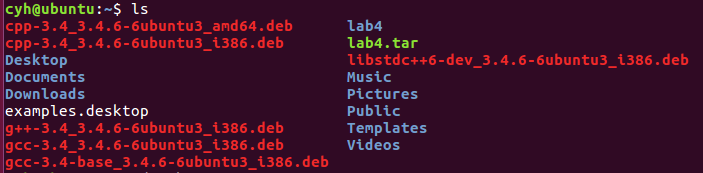 cyh@ubuntu:~$ ls
cpp-3.4_3.4.6-6ubuntu3_amd64.deb lab4
cpp-3.4_3.4.6-6ubuntu3_i386.deb lab4.tar
Desktop libstdc++6-dev_3.4.6-6ubuntu3_i386.deb
Documents Music
Downloads Pictures
examples.desktop Public
g++-3.4_3.4.6-6ubuntu3_i386.deb Templates
gcc-3.4_3.4.6-6ubuntu3_i386.deb Videos
gcc-3.4-base_3.4.6-6ubuntu3_i386.deb